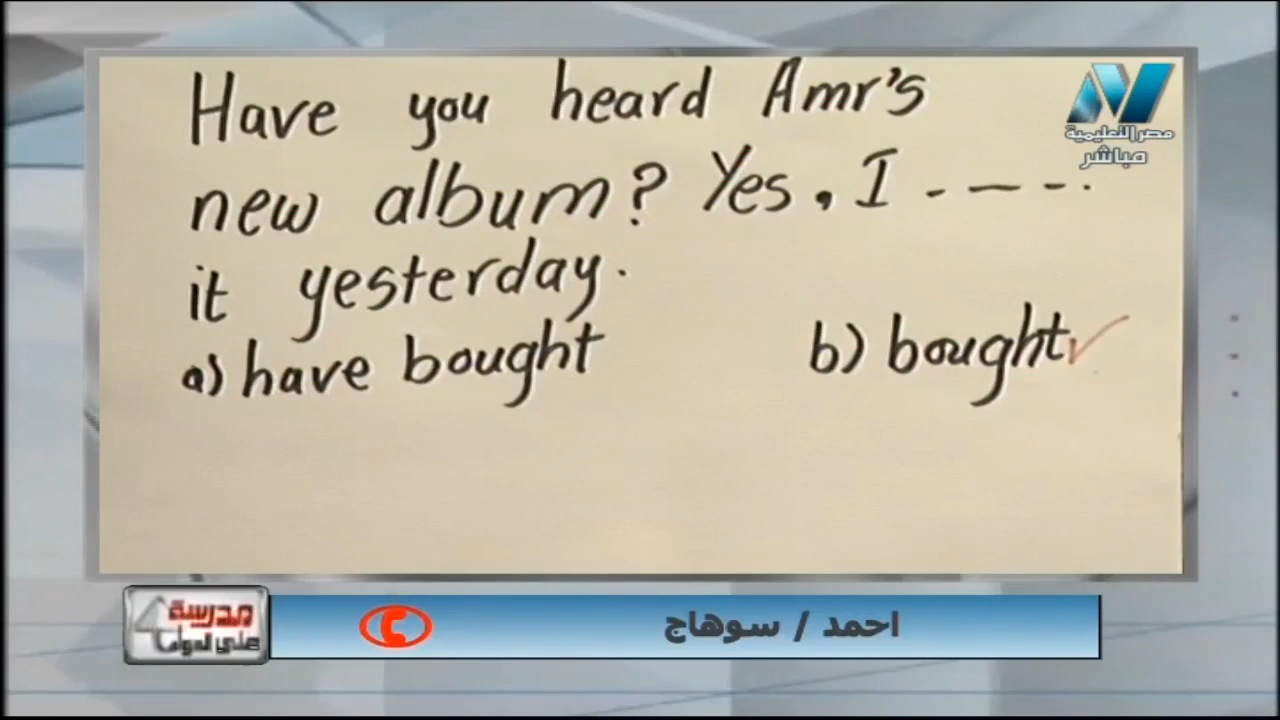 Have you heard Amr's
new album? Yes, I - — - -.
it yesterday.
a) have bought b) bought✓
مصر التعليمية
مباشر
مدرسة
على الهواء
احمد / سوهاج